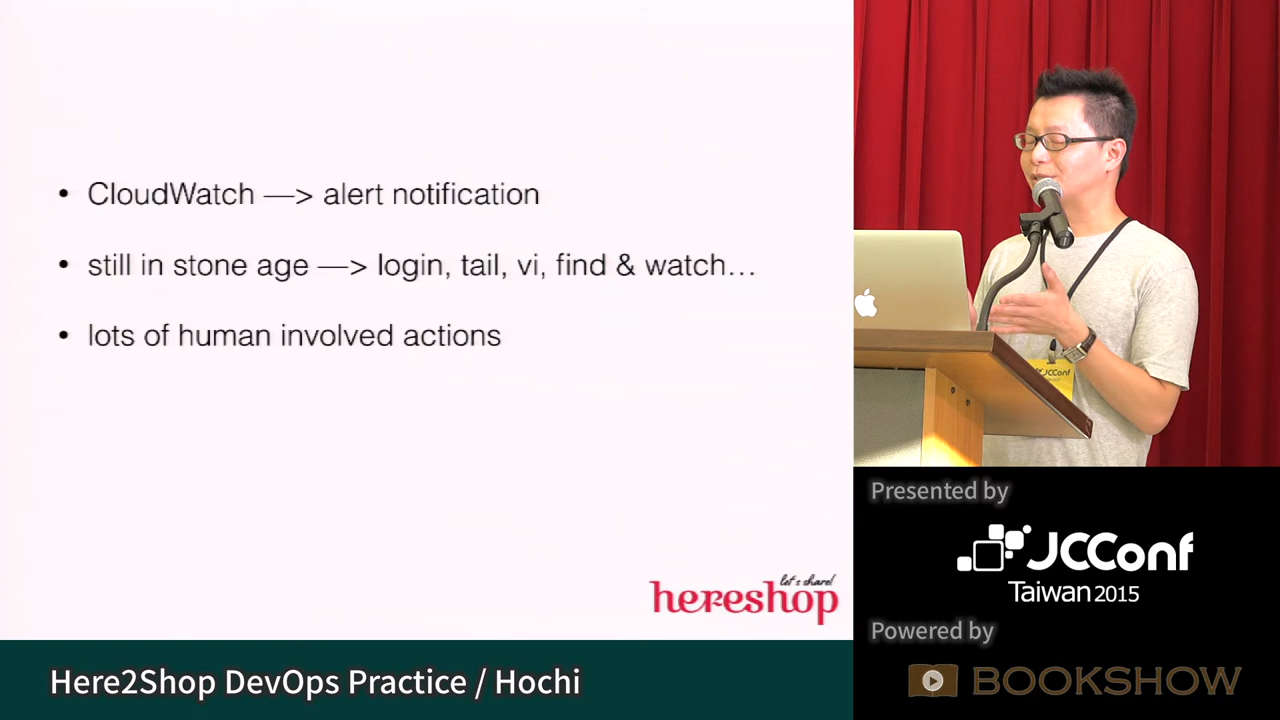 • CloudWatch —> alert notification
• still in stone age —> login, tail, vi, find & watch…
• lots of human involved actions
let's share!
hereshop
Here2Shop DevOps Practice / Hochi
JCConf
Presented by
JCConf
Taiwan 2015
Powered by
BOOKSHOW